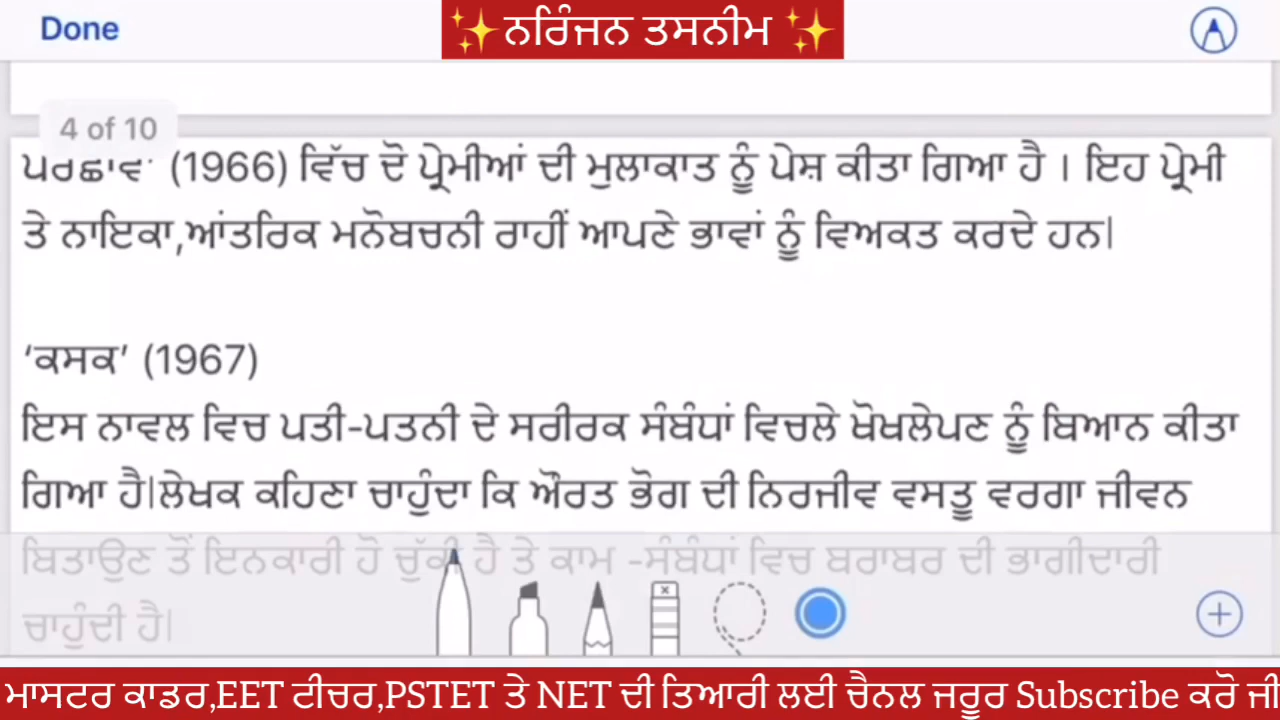 Done
✨ਨਰਿੰਜਨ ਤਸਨੀਮ ✨
4 of 10
(1966) ਵਿੱਚ ਦੋ ਪ੍ਰੇਮੀਆਂ ਦੀ ਮੁਲਾਕਾਤ ਨੂੰ ਪੇਸ਼ ਕੀਤਾ ਗਿਆ ਹੈ । ਇਹ ਪ੍ਰੇਮੀ
ਤੇ ਨਾਇਕਾ,ਆਂਤਰਿਕ ਮਨੋਬਚਨੀ ਰਾਹੀਂ ਆਪਣੇ ਭਾਵਾਂ ਨੂੰ ਵਿਅਕਤ ਕਰਦੇ ਹਨ|
‘ਕਸਕ’ (1967)
ਇਸ ਨਾਵਲ ਵਿਚ ਪਤੀ-ਪਤਨੀ ਦੇ ਸਰੀਰਕ ਸੰਬੰਧਾਂ ਵਿਚਲੇ ਖੋਖਲੇਪਣ ਨੂੰ ਬਿਆਨ ਕੀਤਾ
ਗਿਆ ਹੈ|ਲੇਖਕ ਕਹਿਣਾ ਚਾਹੁੰਦਾ ਕਿ ਔਰਤ ਭੋਗ ਦੀ ਨਿਰਜੀਵ ਵਸਤੂ ਵਰਗਾ ਜੀਵਨ
ਬਿਤਾਉਣ ਤੋਂ ਇਨਕਾਰੀ ਹੋ ਚੁੱਕੀ ਹੈ ਤੇ ਕਾਮ -ਸੰਬੰਧਾਂ ਵਿਚ ਬਰਾਬਰ ਦੀ ਭਾਗੀਦਾਰੀ
ਚਾਹੁੰਦੀ ਹੈ|
ਮਾਸਟਰ ਕਾਡਰ,EET ਟੀਚਰ,PSTET ਤੇ NET ਦੀ ਤਿਆਰੀ ਲਈ ਚੈਨਲ ਜਰੂਰ Subscribe ਕਰੋ ਜੀ